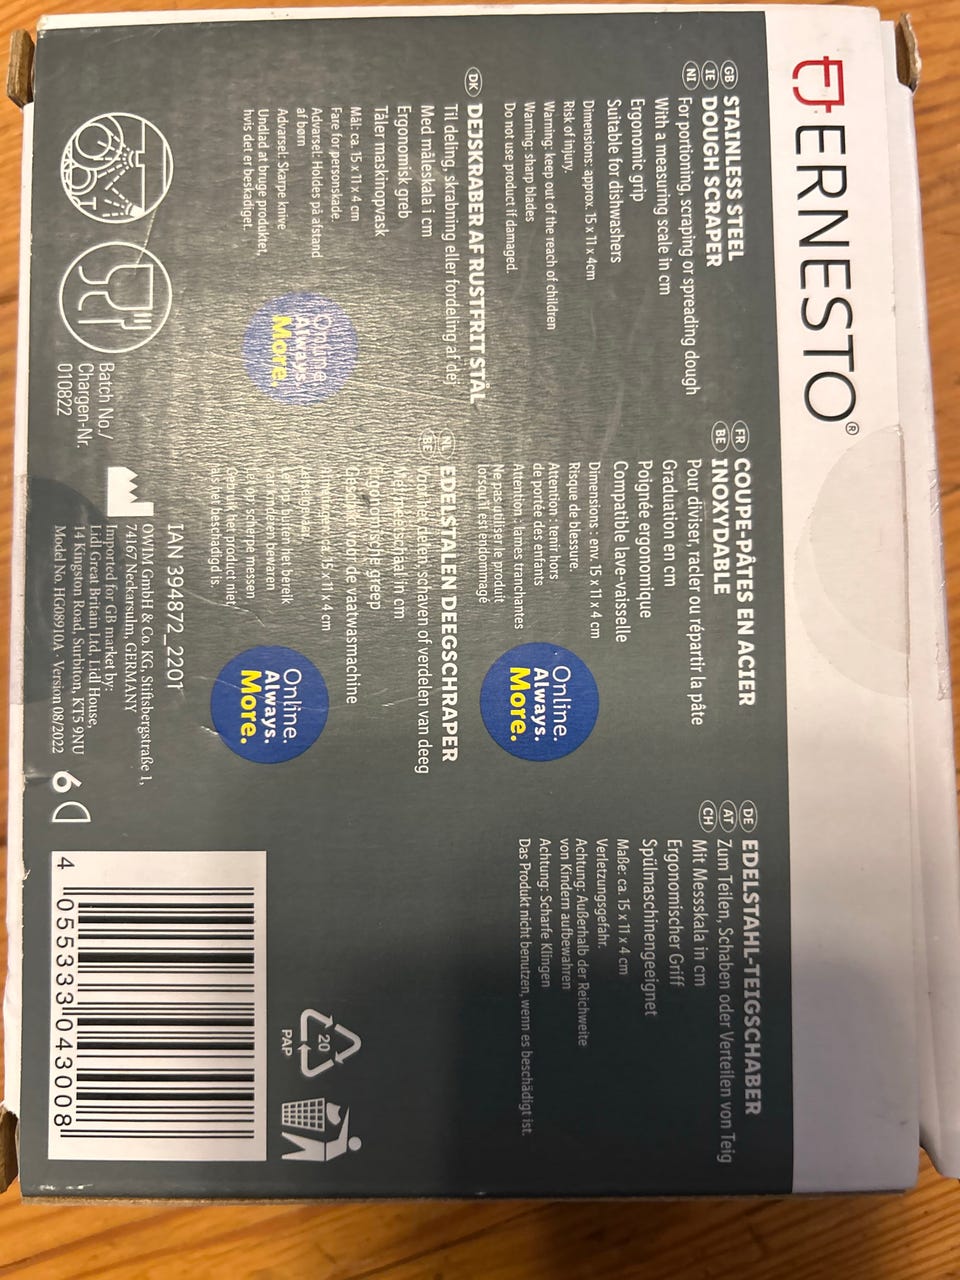 ERNESTO®
GB IE NI
STAINLESS STEEL
DOUGH SCRAPER
For portioning, scraping or spreading dough
With a measuring scale in cm
Ergonomic grip
Suitable for dishwashers
Dimensions: approx. 15 x 11 x 4cm
Risk of injury.
Warning: keep out of the reach of children
Warning: sharp blades
Do not use product if damaged.
FR BE
COUPE-PÂTES EN ACIER
INOXYDABLE
Pour diviser, racler ou répartir la pâte
Graduation en cm
Poignée ergonomique
Compatible lave-vaisselle
Dimensions : env. 15 x 11 x 4 cm
Risque de blessure.
Attention : tenir hors
de portée des enfants
Attention : lames tranchantes
Ne pas utiliser le produit
lorsqu'il est endommagé
DE AT CH
EDELSTAHL-TEIGSCHABER
Zum Teilen, Schaben oder Verteilen von Teig
Mit Messskala in cm
Ergonomischer Griff
Spülmaschinengeeignet
Maße: ca. 15 x 11 x 4 cm
Verletzungsgefahr.
Achtung: Außerhalb der Reichweite
von Kindern aufbewahren
Achtung: Scharfe Klingen
Das Produkt nicht benutzen, wenn es beschädigt ist.
DK
DEJSKRABER AF RUSTFRIT STÅL
Til deling, skrabning eller fordeling af dej
Med måleskala i cm
Ergonomisk greb
Tåler maskinopvask
Mål: ca. 15 x 11 x 4 cm
Fare for personskade.
Advarsel: Holdes på afstand
af børn
Advarsel: Skarpe knive
Undlad at bruge produktet,
hvis det er beskadiget.
NL BE
EDELSTALEN DEEGSCHRAPER
Voor het delen, schaven of verdelen van deeg
Met meetschaal in cm
Ergonomische greep
Geschikt voor de vaatwasmachine
Afmetingen: ca. 15 x 11 x 4 cm
Letselgevaar.
Let op: buiten het bereik
van kinderen bewaren
Let op: scherpe messen
Gebruik het product niet,
als het beschadigd is.
Online.
Always.
More.
Online.
Always.
More.
Online.
Always.
More.
Batch No./
Chargen-Nr.
010822
IAN 394872_2201
OWIM GmbH & Co. KG, Stiftsbergstraße 1,
74167 Neckarsulm, GERMANY
Imported for GB market by:
Lidl Great Britain Ltd, Lidl House,
14 Kingston Road, Surbiton, KT5 9NU
Model No. HG08910A · Version 08/2022
6
20
PAP
4 055333 043008